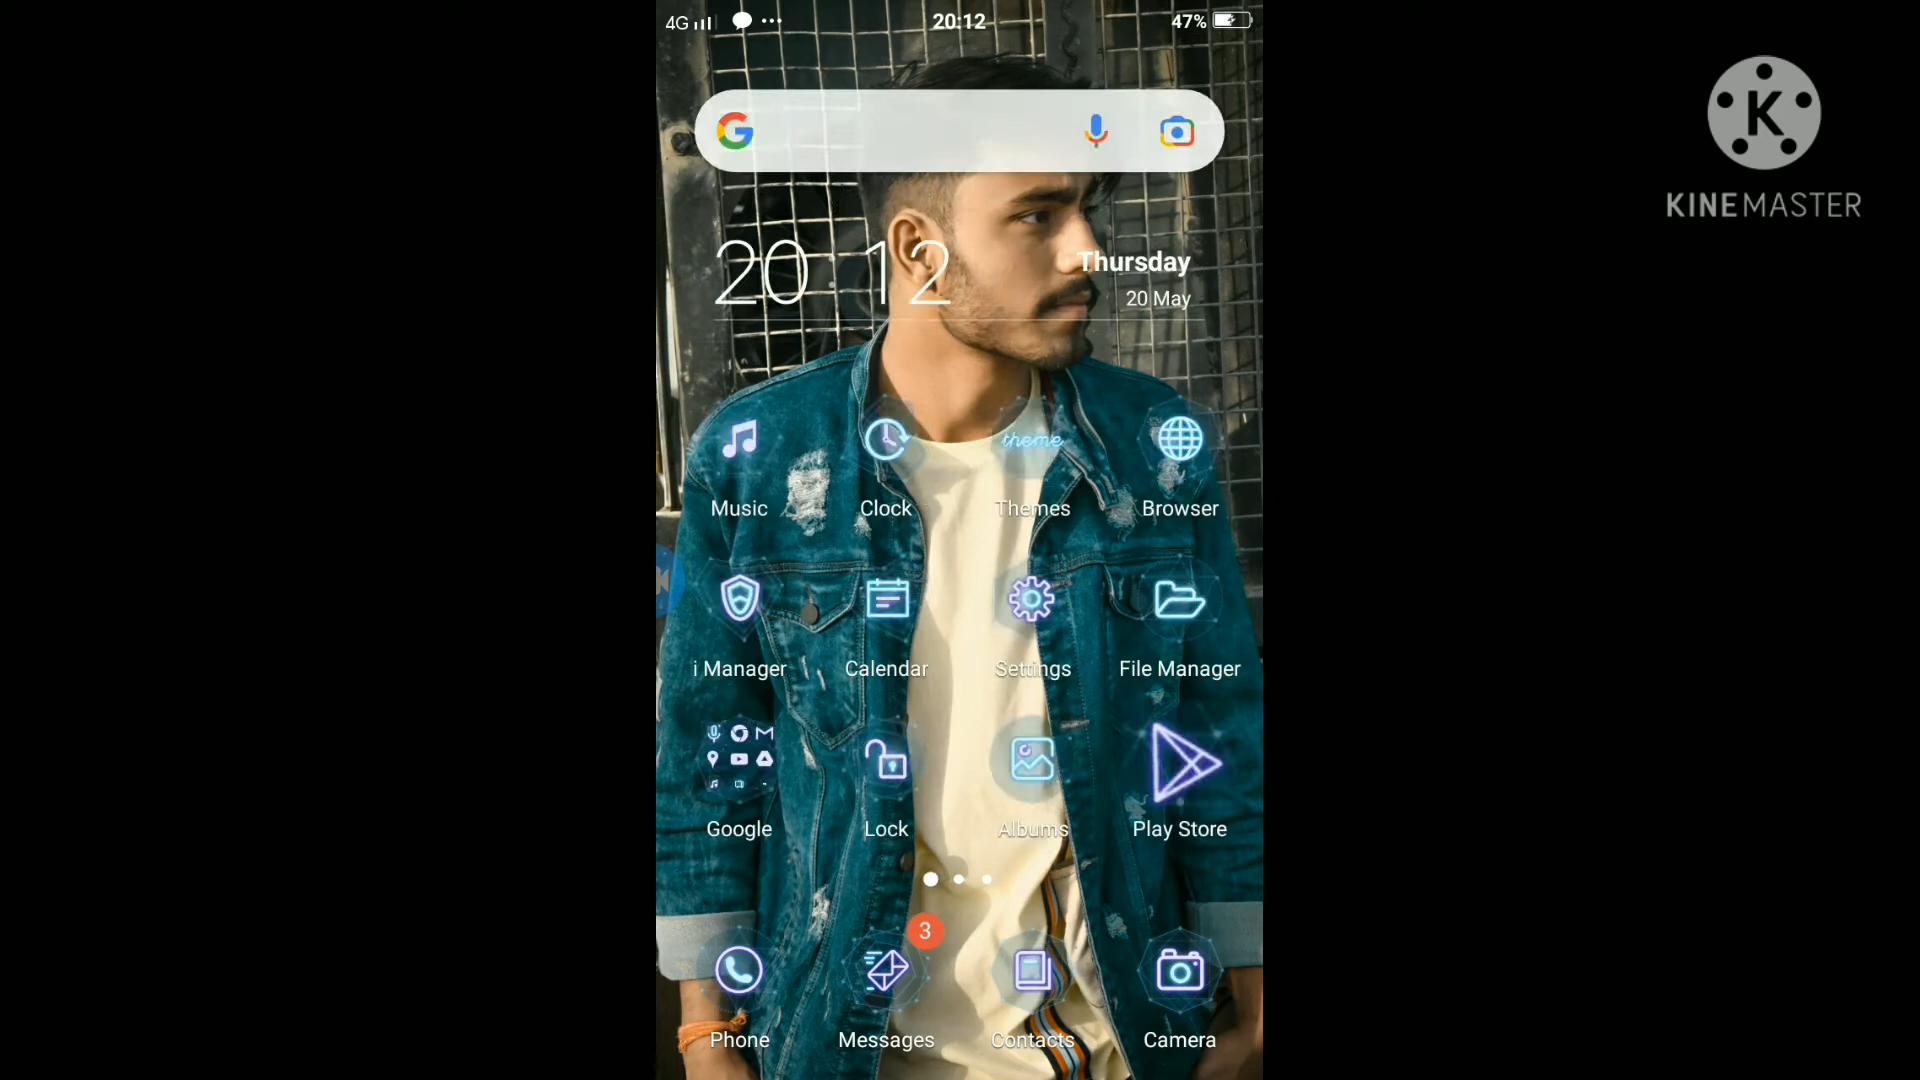 4G 20:12 47%
KINEMASTER
20 12
Thursday
20 May
Music Clock theme Themes Browser
i Manager Calendar Settings File Manager
Google Lock Albums Play Store
3
Phone Messages Contacts Camera